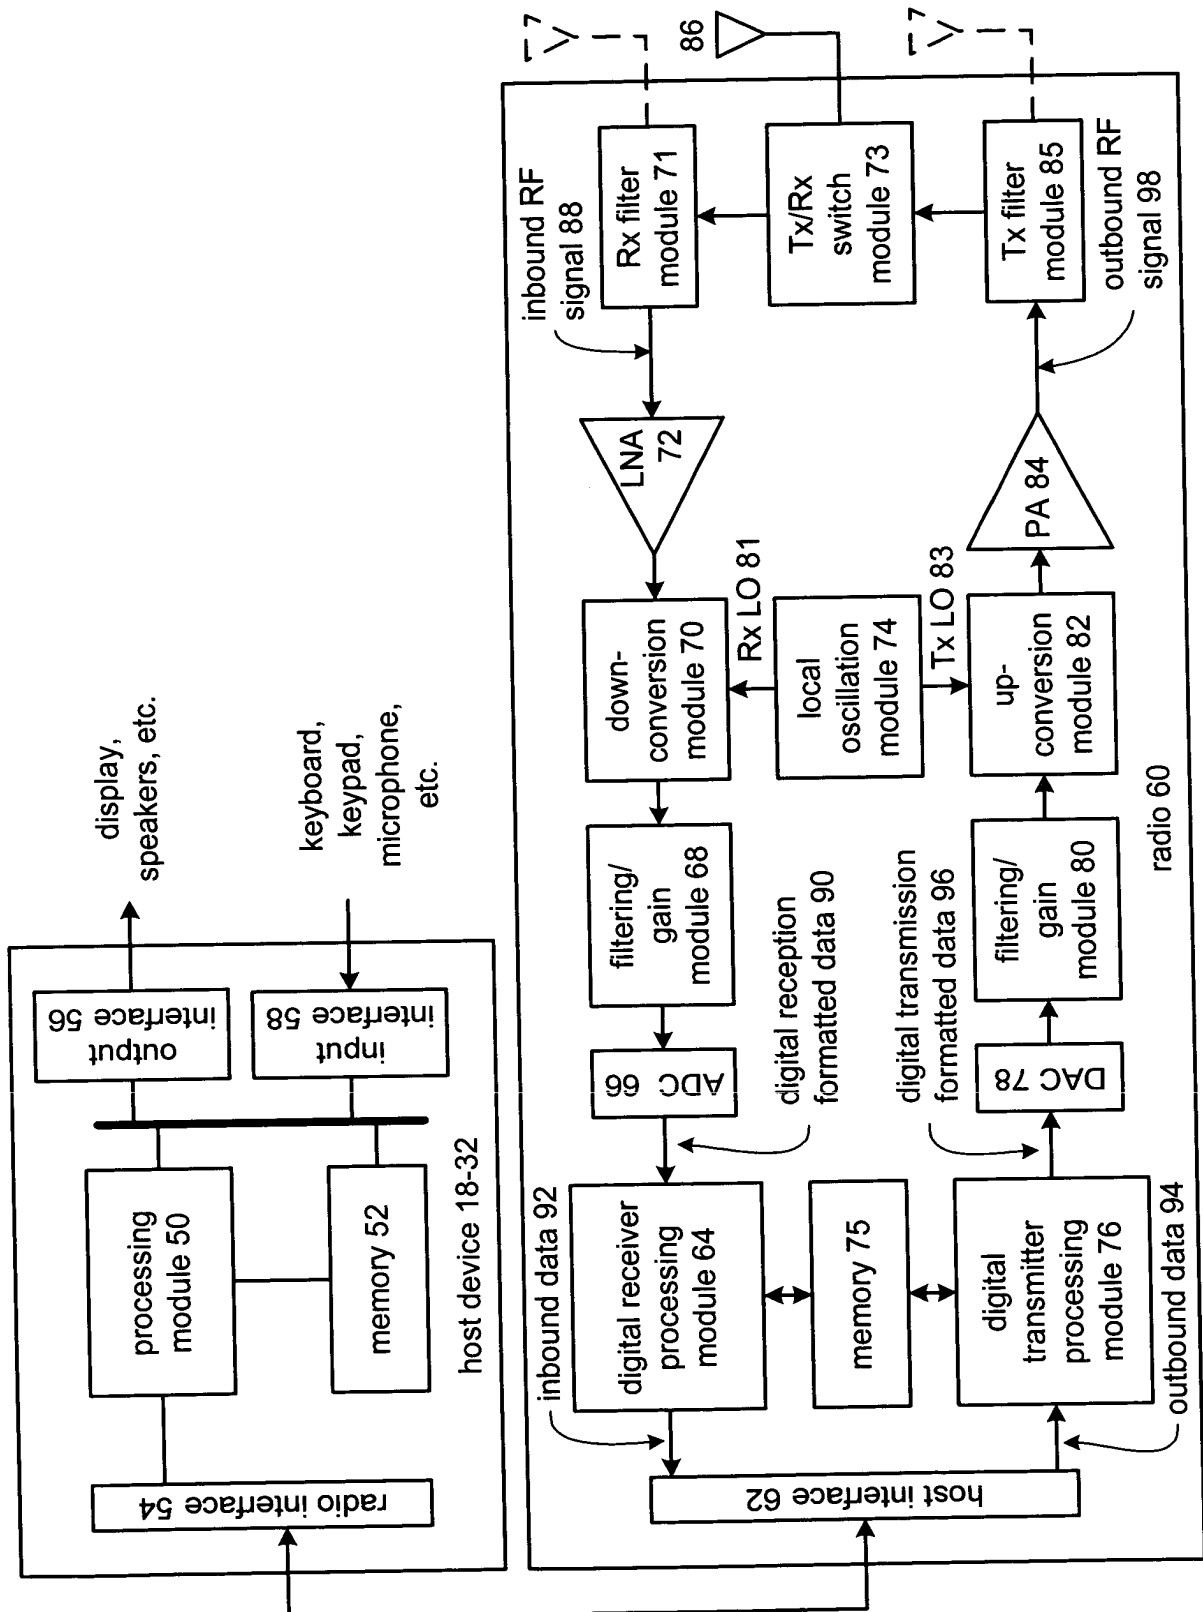 display,
speakers, etc.
keyboard,
keypad,
microphone,
etc.
output
interface 56
input
interface 58
processing
module 50
memory 52
radio interface 54
host device 18-32
86
inbound RF
signal 88
Rx filter
module 71
Tx/Rx
switch
module 73
Tx filter
module 85
outbound RF
signal 98
LNA
72
PA 84
down-
conversion
module 70
Rx LO 81
local
oscillation
module 74
Tx LO 83
up-
conversion
module 82
filtering/
gain
module 68
filtering/
gain
module 80
radio 60
ADC 66
digital reception
formatted data 90
digital transmission
formatted data 96
DAC 78
inbound data 92
digital receiver
processing
module 64
memory 75
digital
transmitter
processing
module 76
outbound data 94
host interface 62